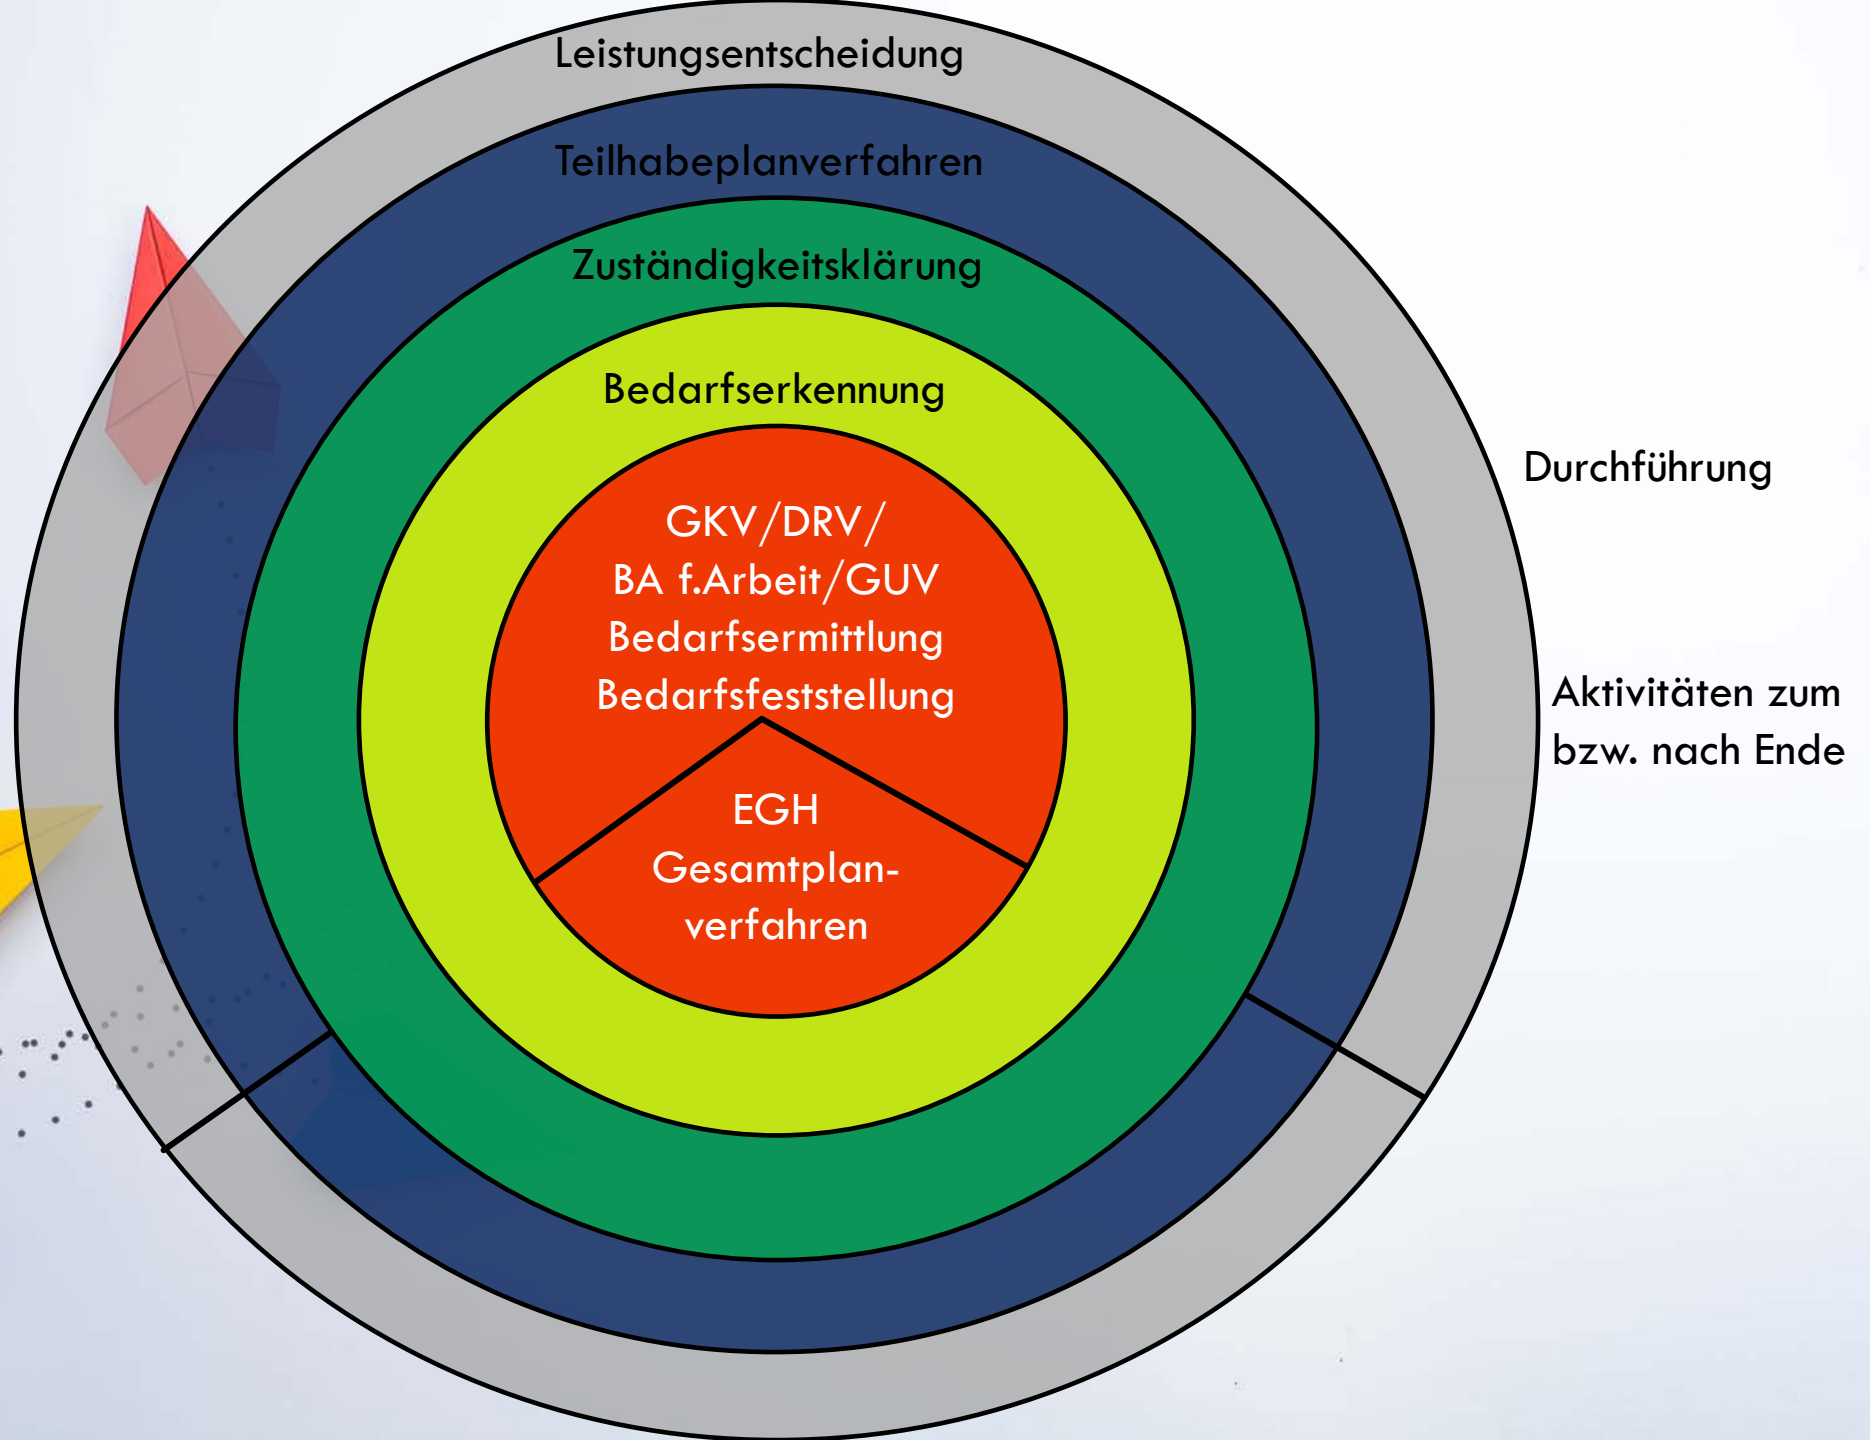 Leistungsentscheidung
Teilhabeplanverfahren
Zuständigkeitsklärung
Bedarfserkennung
GKV/DRV/
BA f.Arbeit/GUV
Bedarfsermittlung
Bedarfsfeststellung
EGH
Gesamtplan-
verfahren
Durchführung
Aktivitäten zum
bzw. nach Ende